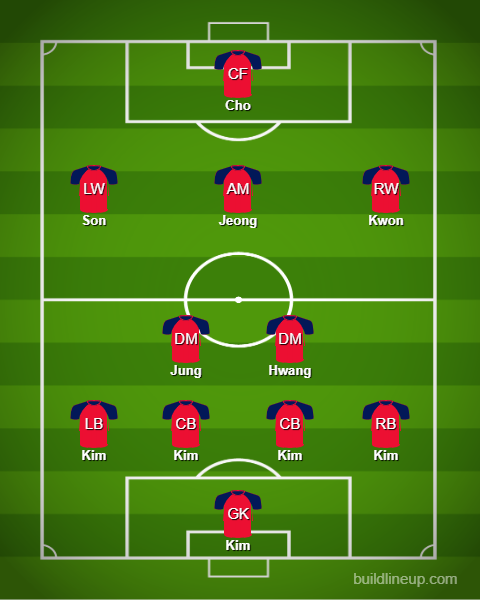 CF
Cho
LW
AM
RW
Son
Jeong
Kwon
DM
DM
Jung
Hwang
LB
CB
CB
RB
Kim
Kim
Kim
Kim
GK
Kim
buildlineup.com